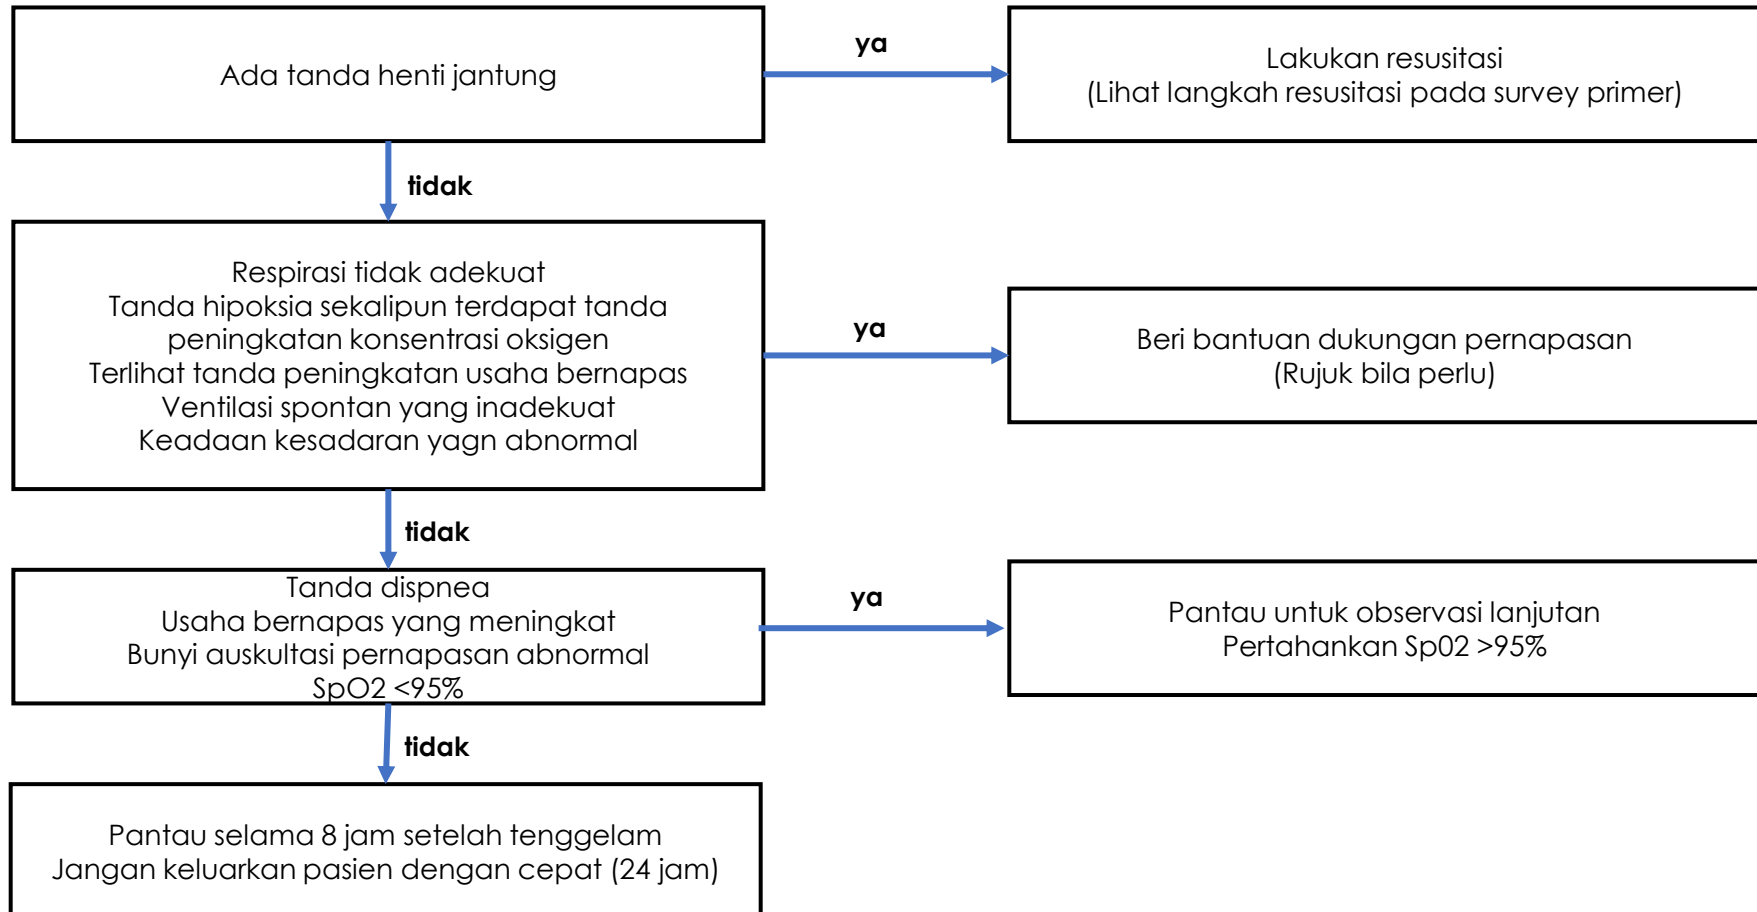 Ada tanda henti jantung
ya
Lakukan resusitasi
(Lihat langkah resusitasi pada survey primer)
tidak
Respirasi tidak adekuat
Tanda hipoksia sekalipun terdapat tanda
peningkatan konsentrasi oksigen
Terlihat tanda peningkatan usaha bernapas
Ventilasi spontan yang inadekuat
Keadaan kesadaran yagn abnormal
ya
Beri bantuan dukungan pernapasan
(Rujuk bila perlu)
tidak
Tanda dispnea
Usaha bernapas yang meningkat
Bunyi auskultasi pernapasan abnormal
SpO2 <95%
ya
Pantau untuk observasi lanjutan
Pertahankan Sp02 >95%
tidak
Pantau selama 8 jam setelah tenggelam
Jangan keluarkan pasien dengan cepat (24 jam)